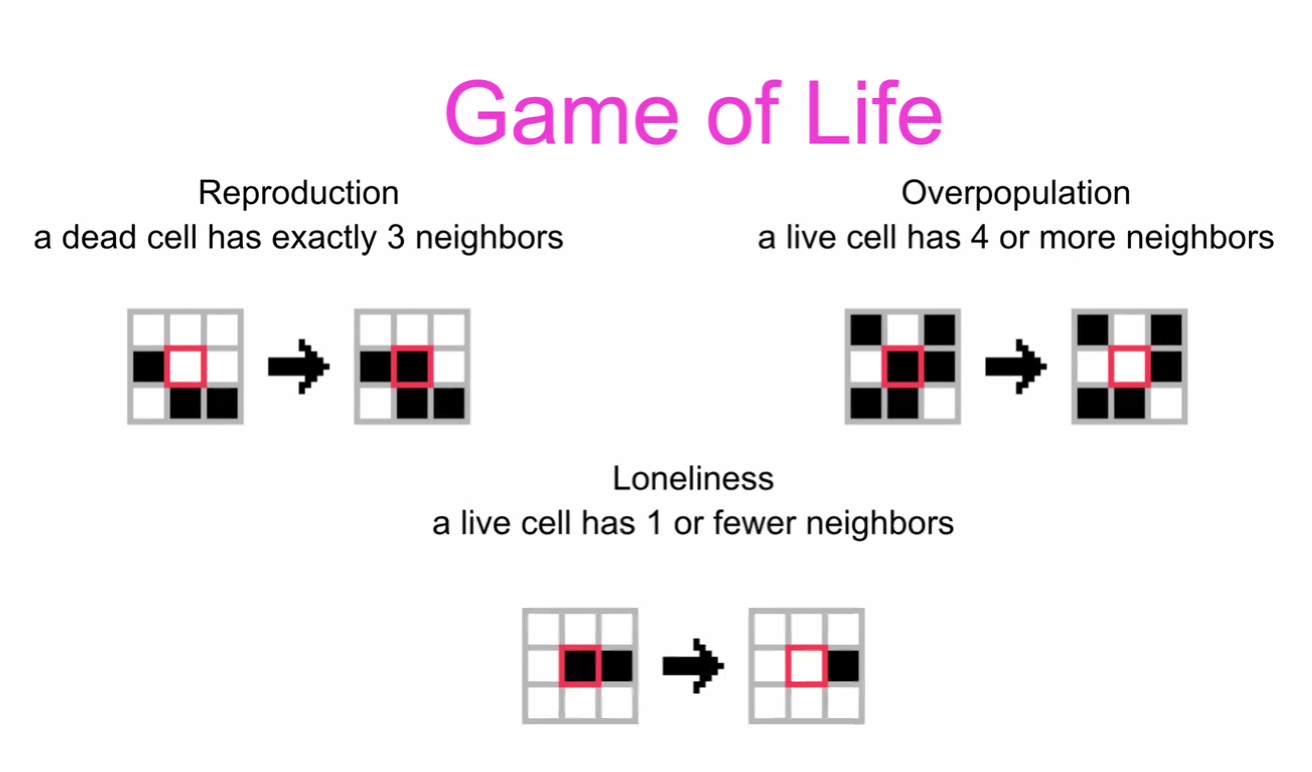 Game of Life
Reproduction
a dead cell has exactly 3 neighbors
Overpopulation
a live cell has 4 or more neighbors
Loneliness
a live cell has 1 or fewer neighbors